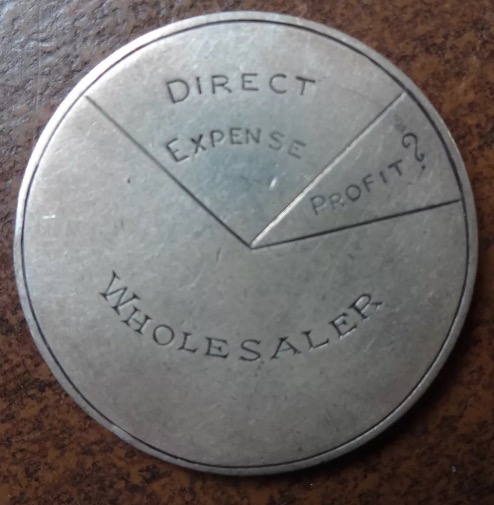 DIRECT
EXPENSE
PROFIT?
WHOLESALER